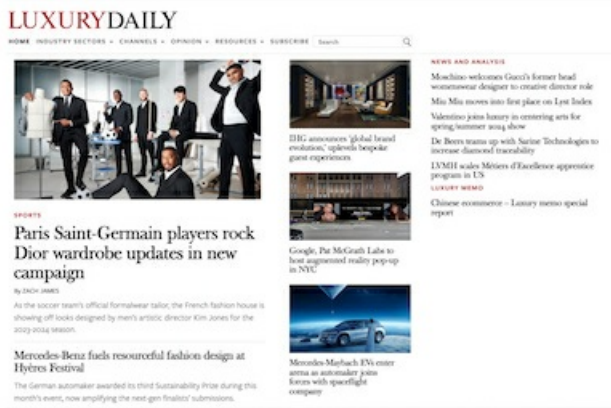 LUXURYDAILY
HOME INDUSTRY SECTORS CHANNELS OPINION RESOURCES SUBSCRIBE Search
SPORTS
Paris Saint-Germain players rock
Dior wardrobe updates in new
campaign
By ZACH JAMES
As the soccer team's official formalwear tailor, the French fashion house is
showing off looks designed by men's artistic director Kim Jones for the
2023-2024 season.
Mercedes-Benz fuels resourceful fashion design at
Hyères Festival
The German automaker awarded its third Sustainability Prize during this
month's event, now amplifying the next-gen finalists' submissions.
IHG announces 'global brand
evolution,' uplevels bespoke
guest experiences
Google, Pat McGrath Labs to
host augmented reality pop-up
in NYC
Mercedes-Maybach EVs enter
arena as automaker joins
forces with spaceflight
company
NEWS AND ANALYSIS
Moschino welcomes Gucci's former head
womenswear designer to creative director role
Miu Miu moves into first place on Lyst Index
Valentino joins luxury in centering arts for
spring/summer 2024 show
De Beers teams up with Sarine Technologies to
increase diamond traceability
LVMH scales Métiers d'Excellence apprentice
program in US
LUXURY MEMO
Chinese ecommerce – Luxury memo special
report